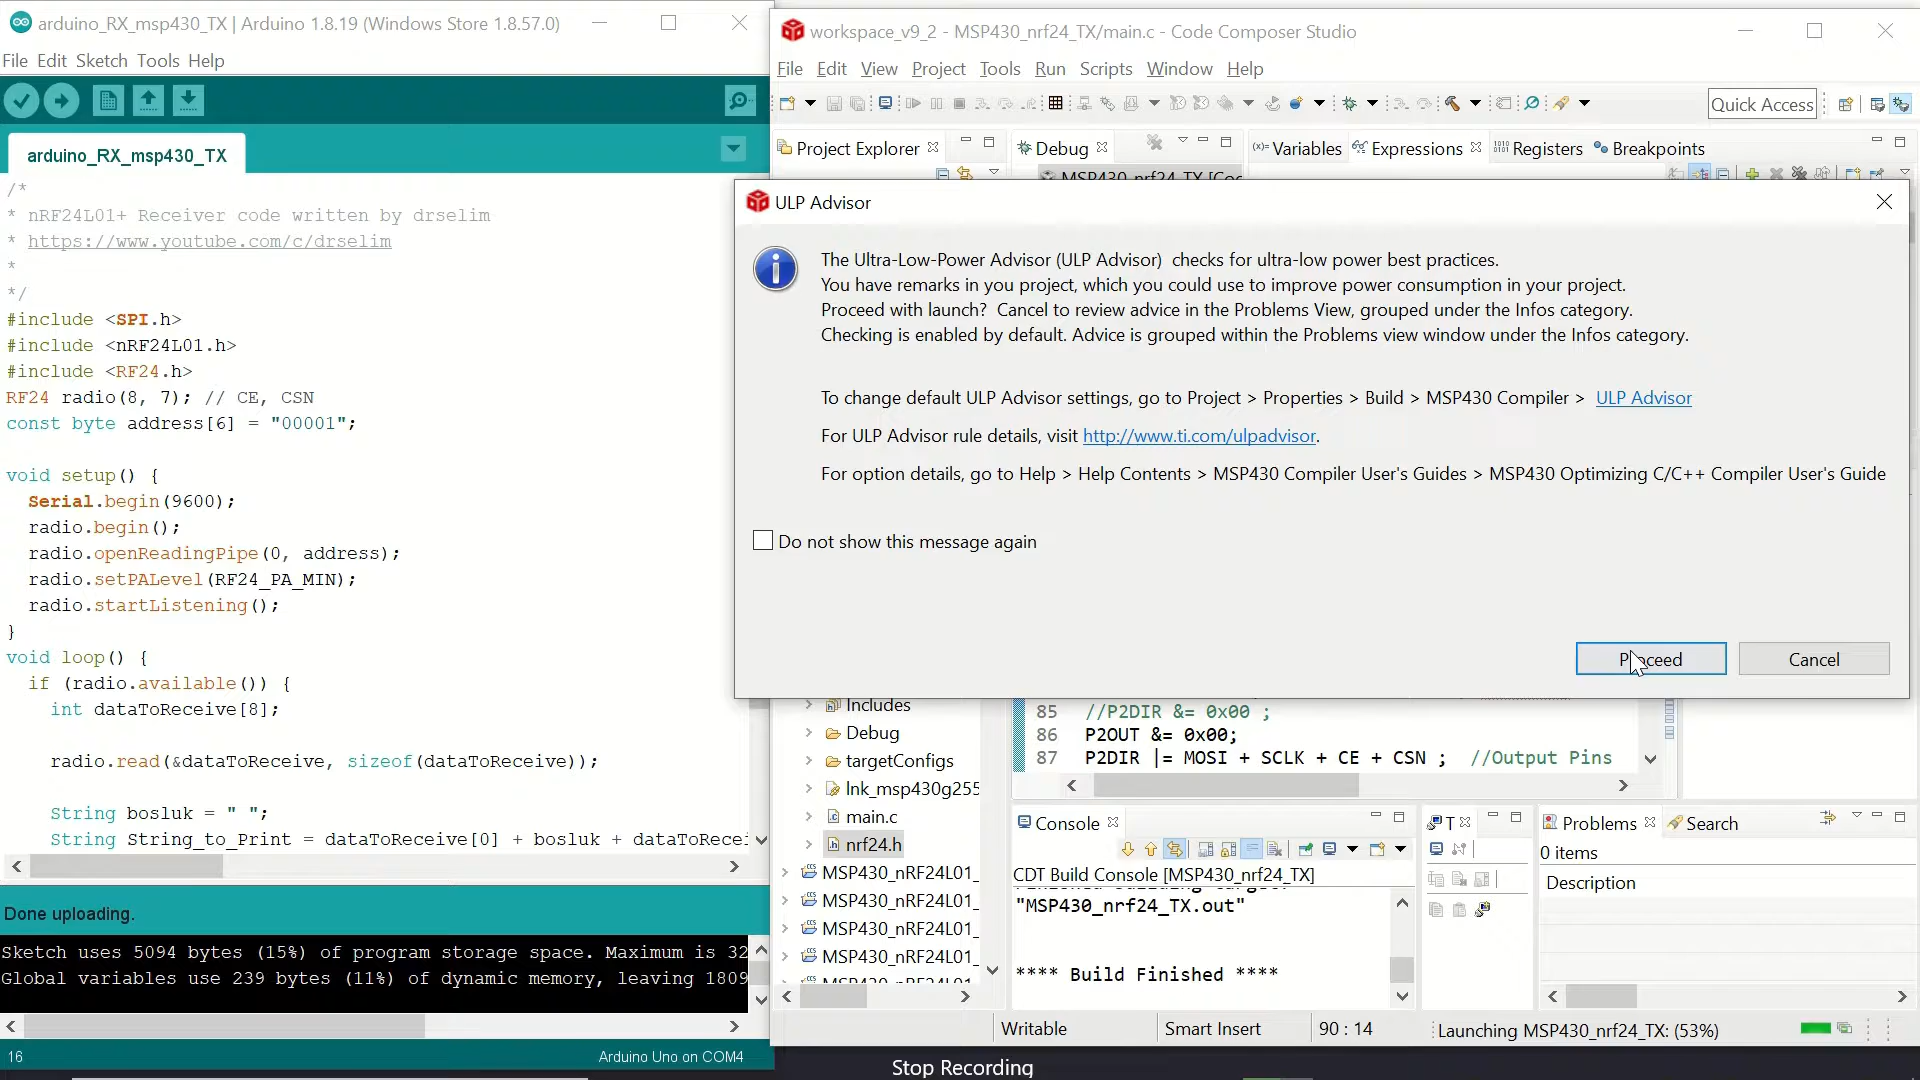 arduino_RX_msp430_TX | Arduino 1.8.19 (Windows Store 1.8.57.0)
File Edit Sketch Tools Help
arduino_RX_msp430_TX
/*
* nRF24L01+ Receiver code written by drselim
* https://www.youtube.com/c/drselim
*
*/
#include <SPI.h>
#include <nRF24L01.h>
#include <RF24.h>
RF24 radio(8, 7); // CE, CSN
const byte address[6] = "00001";
void setup() {
Serial.begin(9600);
radio.begin();
radio.openReadingPipe(0, address);
radio.setPALevel(RF24_PA_MIN);
radio.startListening();
}
void loop() {
if (radio.available()) {
int dataToReceive[8];
radio.read(&dataToReceive, sizeof(dataToReceive));
String bosluk = " ";
String String_to_Print = dataToReceive[0] + bosluk + dataTo
Done uploading.
Sketch uses 5094 bytes (15%) of program storage space. Maximum is 32
Global variables use 239 bytes (11%) of dynamic memory, leaving 1809
16
Arduino Uno on COM4
workspace_v9_2 - MSP430_nrf24_TX/main.c - Code Composer Studio
File Edit View Project Tools Run Scripts Window Help
Quick Access
Project Explorer
Debug
Variables
Expressions
Registers
Breakpoints
MSP430_nrf24_TX
ULP Advisor
The Ultra-Low-Power Advisor (ULP Advisor) checks for ultra-low power best practices.
You have remarks in you project, which you could use to improve power consumption in your project.
Proceed with launch? Cancel to review advice in the Problems View, grouped under the Infos category.
Checking is enabled by default. Advice is grouped within the Problems view window under the Infos category.
To change default ULP Advisor settings, go to Project > Properties > Build > MSP430 Compiler > ULP Advisor
For ULP Advisor rule details, visit http://www.ti.com/ulpadvisor.
For option details, go to Help > Help Contents > MSP430 Compiler User's Guides > MSP430 Optimizing C/C++ Compiler User's Guide
Do not show this message again
Proceed
Cancel
Includes
Debug
targetConfigs
lnk_msp430g255
main.c
nrf24.h
MSP430_nRF24L01_
MSP430_nRF24L01_
MSP430_nRF24L01_
MSP430_nRF24L01_
85 //P2DIR &= 0x00 ;
86 P2OUT &= 0x00;
87 P2DIR |= MOSI + SCLK + CE + CSN ; //Output Pins
Console
CDT Build Console [MSP430_nrf24_TX]
"MSP430_nrf24_TX.out"
**** Build Finished ****
T
Problems
Search
0 items
Description
Writable
Smart Insert
90 : 14
Launching MSP430_nrf24_TX: (53%)
Stop Recording